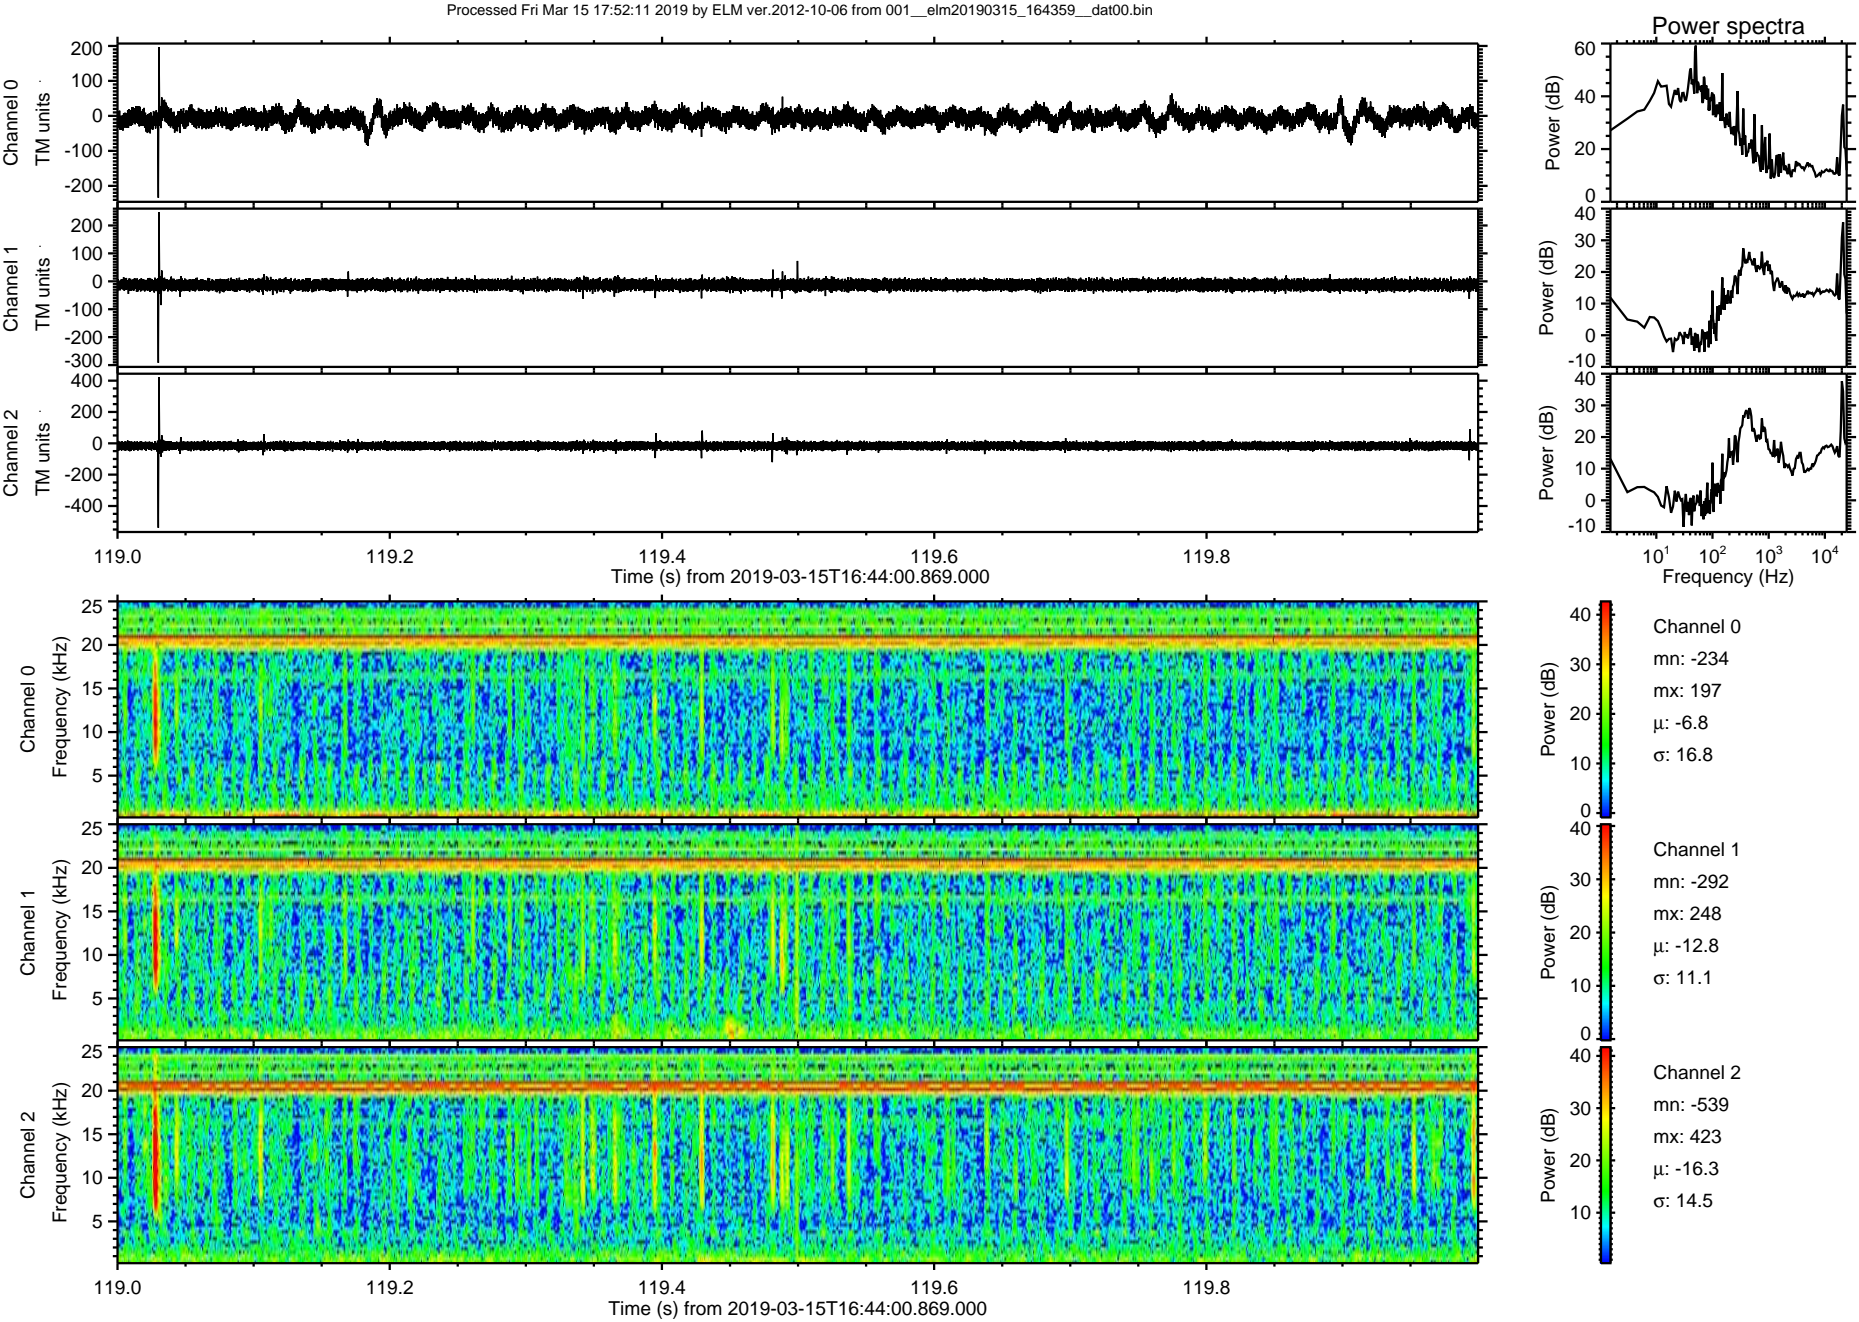 Processed Fri Mar 15 17:52:11 2019 by ELM ver.2012-10-06 from 001__elm20190315_164359__dat00.bin
Power spectra
Channel 0
TM units
200
100
0
-100
-200
Power (dB)
60
40
20
0
Channel 1
TM units
200
100
0
-100
-200
-300
Power (dB)
40
30
20
10
0
-10
Channel 2
TM units
400
200
0
-200
-400
Power (dB)
40
30
20
10
0
-10
119.0 119.2 119.4 119.6 119.8
Time (s) from 2019-03-15T16:44:00.869.000
10¹ 10² 10³ 10⁴
Frequency (Hz)
Channel 0
Frequency (kHz)
25
20
15
10
5
Power (dB)
40
30
20
10
0
Channel 0
mn: -234
mx: 197
µ: -6.8
σ: 16.8
Channel 1
Frequency (kHz)
25
20
15
10
5
Power (dB)
40
30
20
10
0
Channel 1
mn: -292
mx: 248
µ: -12.8
σ: 11.1
Channel 2
Frequency (kHz)
25
20
15
10
5
Power (dB)
40
30
20
10
Channel 2
mn: -539
mx: 423
µ: -16.3
σ: 14.5
119.0 119.2 119.4 119.6 119.8
Time (s) from 2019-03-15T16:44:00.869.000